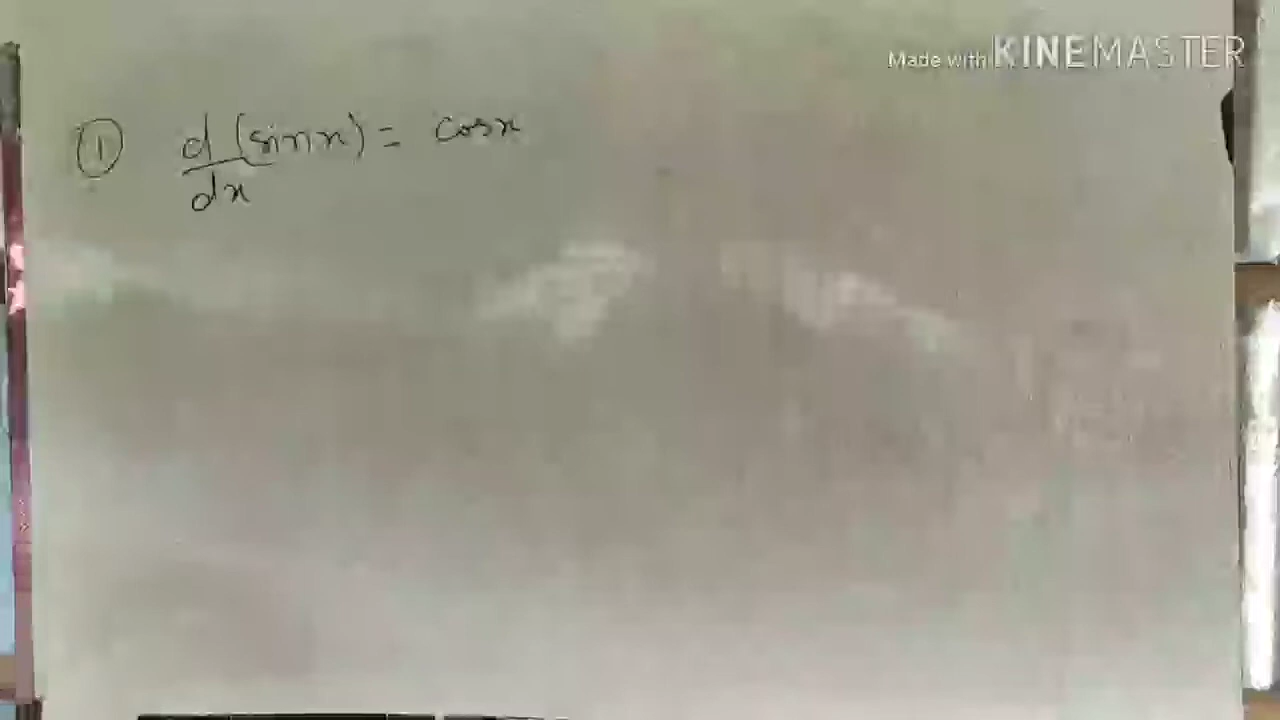 Made with KINEMASTER
① d/dx (sin x) = cos x